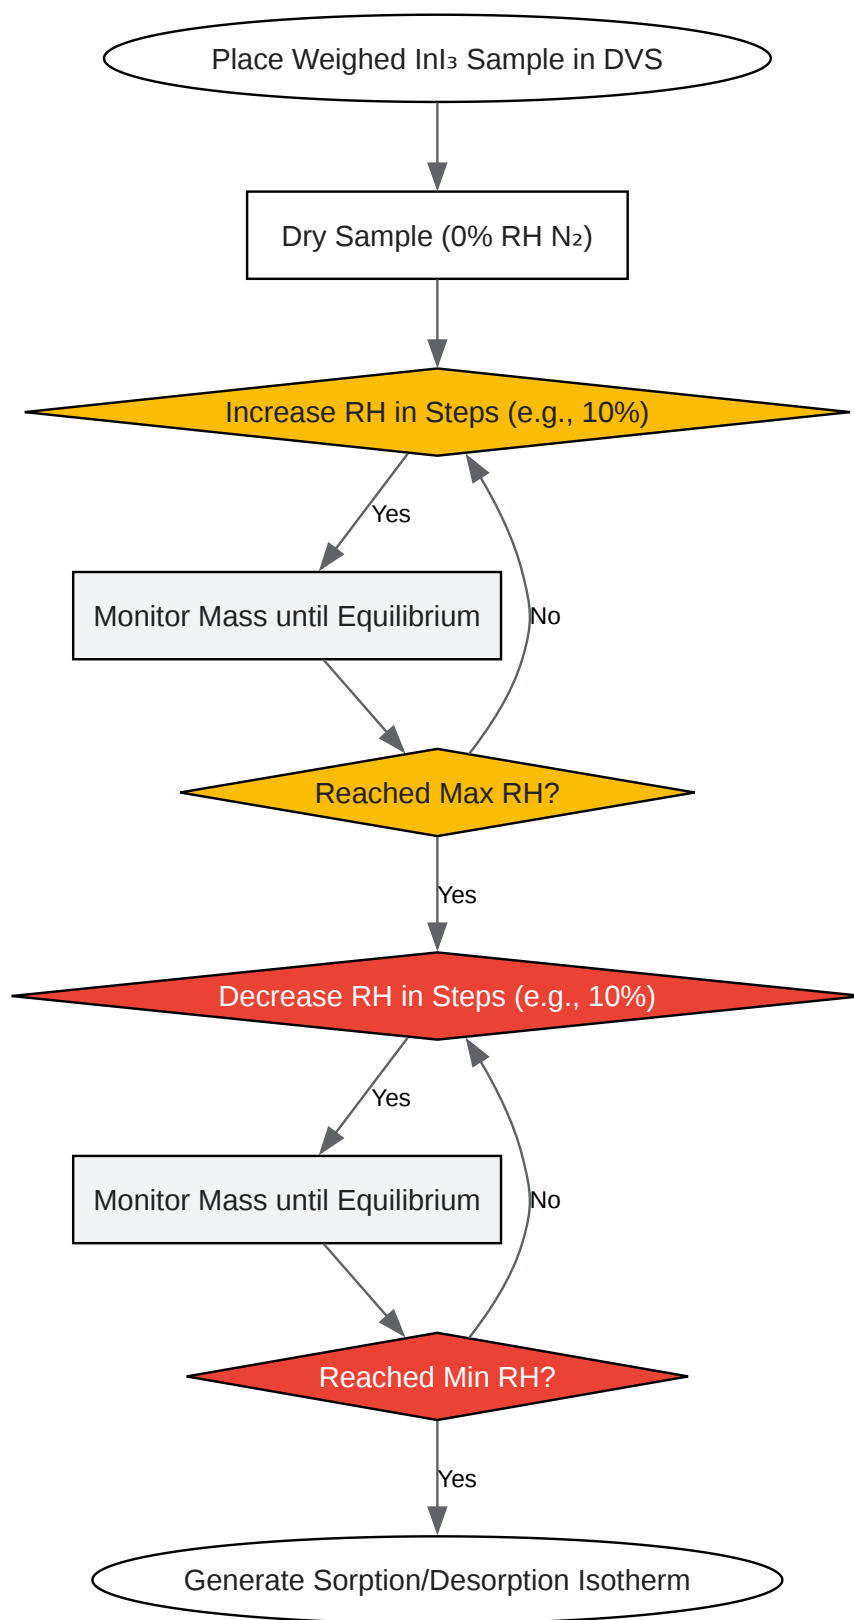 Place Weighed InI₃ Sample in DVS
Dry Sample (0% RH N₂)
Increase RH in Steps (e.g., 10%)
Yes
Monitor Mass until Equilibrium
No
Reached Max RH?
Yes
Decrease RH in Steps (e.g., 10%)
Yes
Monitor Mass until Equilibrium
No
Reached Min RH?
Yes
Generate Sorption/Desorption Isotherm